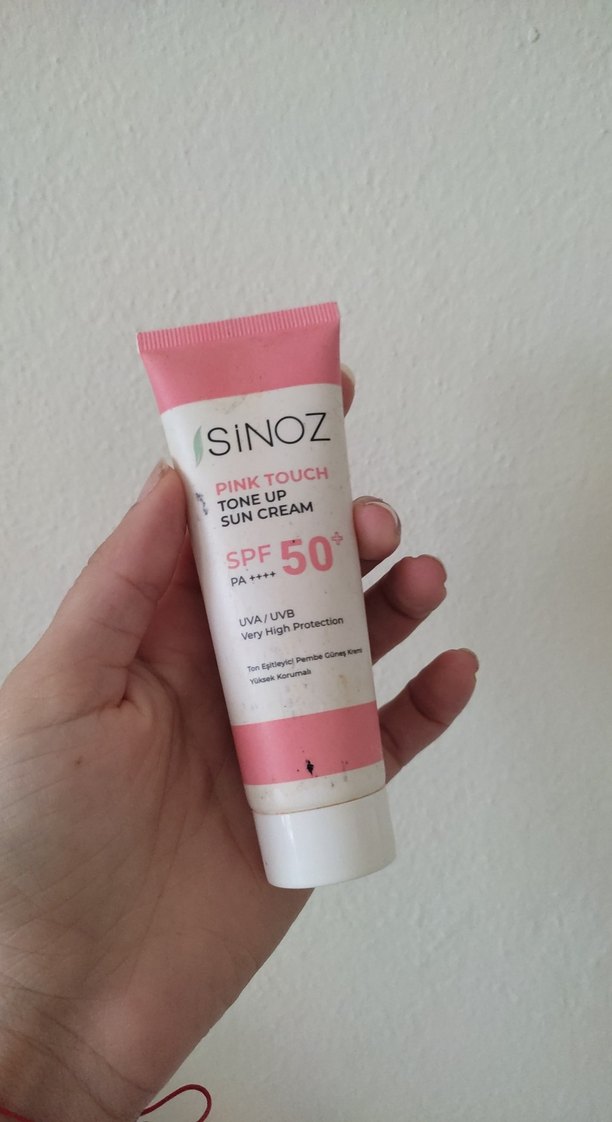 SiNOZ
PINK TOUCH
TONE UP
SUN CREAM
SPF 50+
PA ++++
UVA / UVB
Very High Protection
Ton Eşitleyici Pembe Güneş Kremi
Yüksek Korumalı